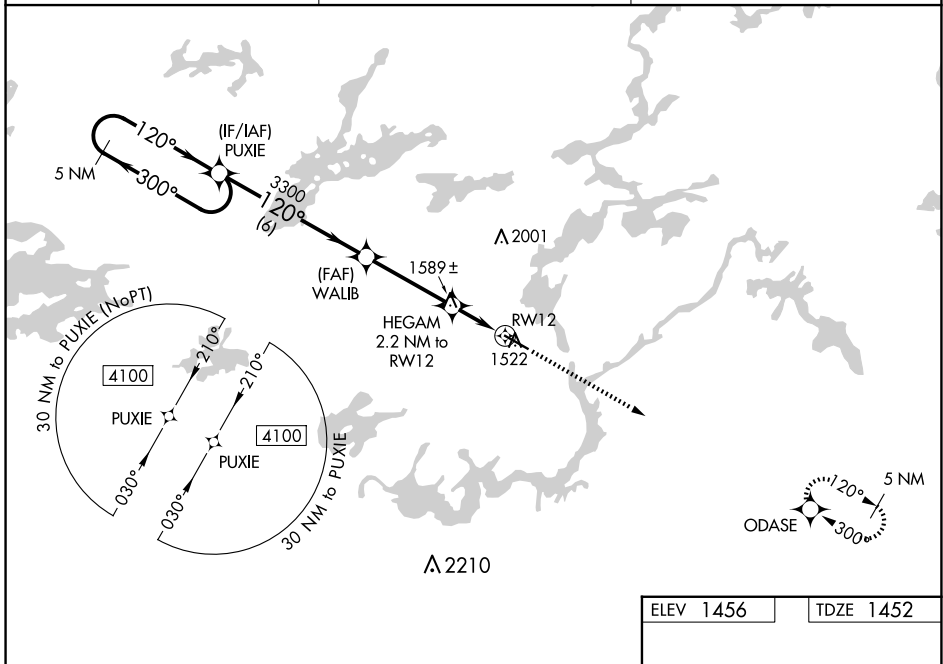 120°
(IF/IAF)
PUXIE
5 NM
300°
3300
120°
(6)
2001
(FAF)
WALIB
1589±
HEGAM
2.2 NM to
RW12
RW12
1522
30 NM to PUXIE (NoPT)
210°
4100
PUXIE
030°
210°
4100
PUXIE
030°
30 NM to PUXIE
120°
5 NM
ODASE
300°
2210
ELEV 1456
TDZE 1452